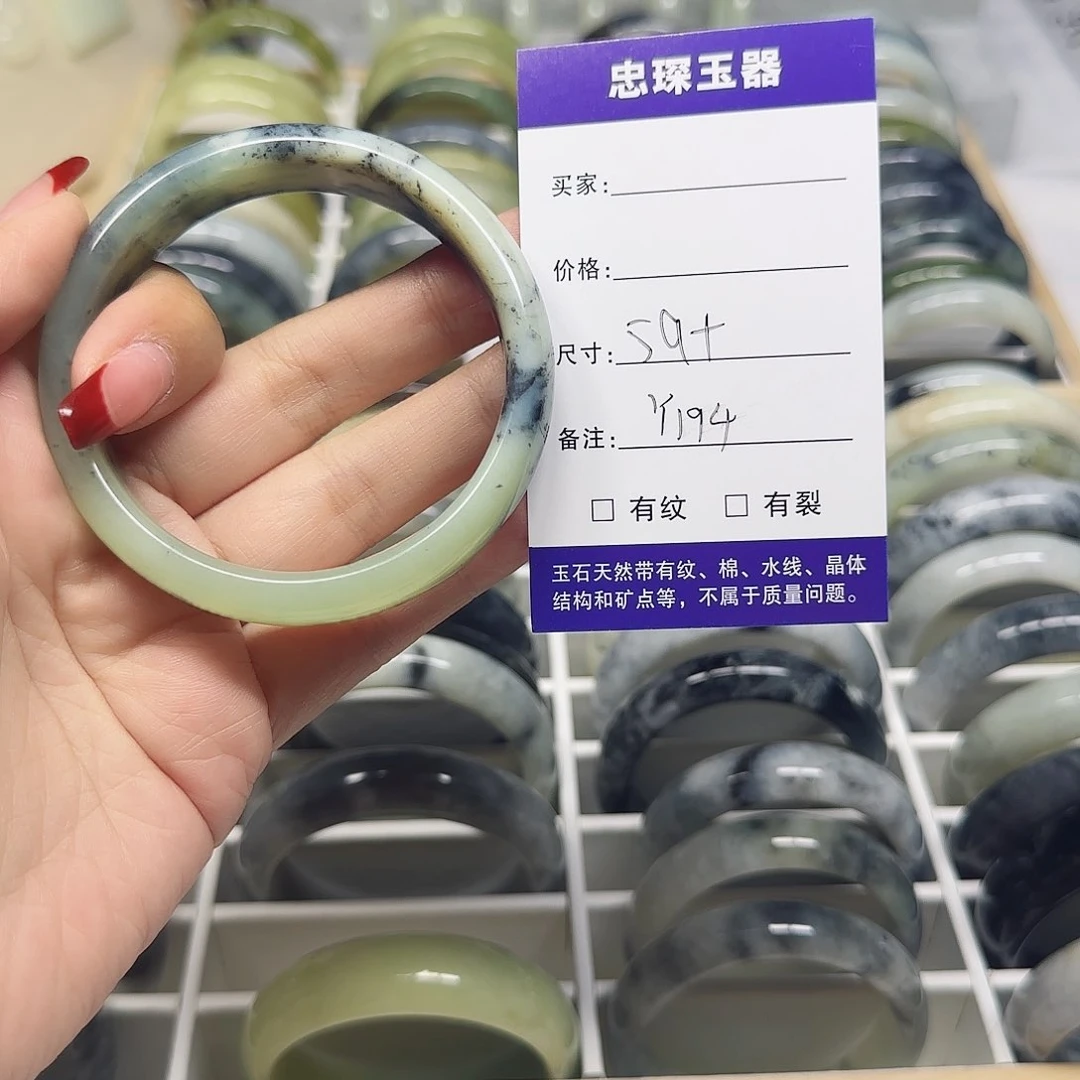 忠琛玉器
买家:
价格:
尺寸: 59+
备注: Y194
□ 有纹 □ 有裂
玉石天然带有纹、棉、水线、晶体
结构和矿点等，不属于质量问题。